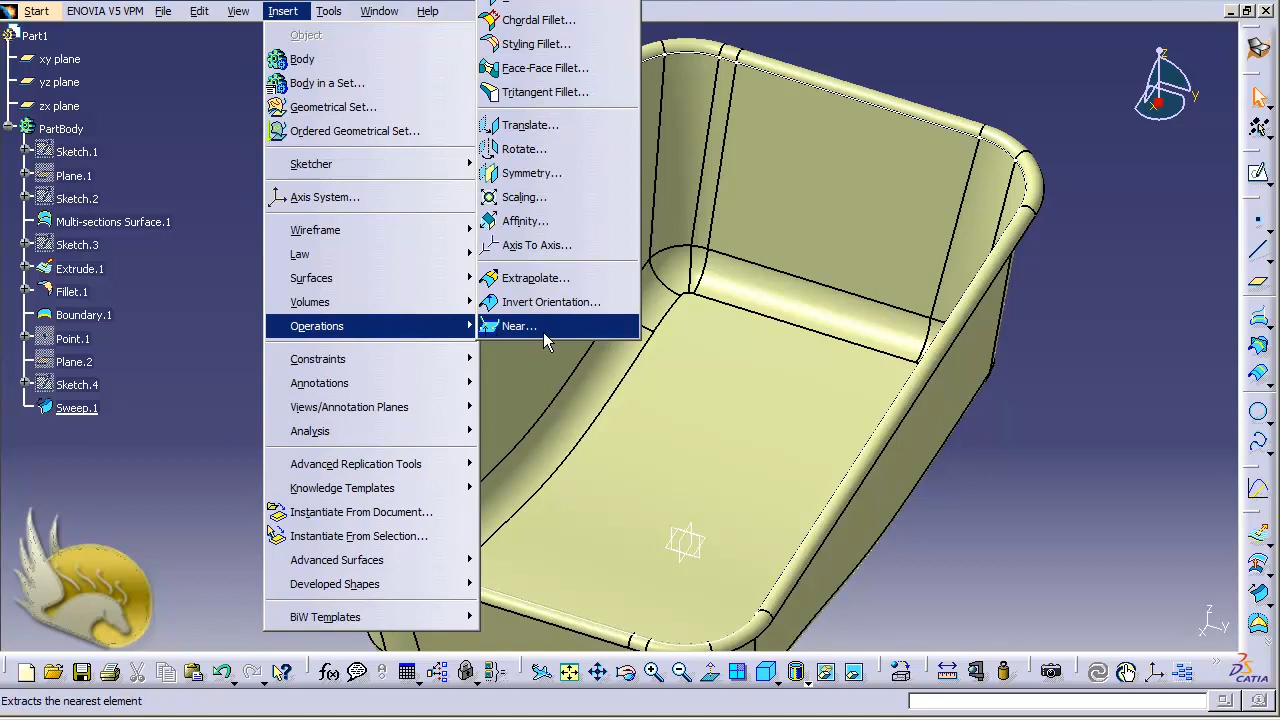 Start
ENOVIA V5 VPM
File
Edit
View
Insert
Tools
Window
Help
Part1
xy plane
yz plane
zx plane
PartBody
Sketch.1
Plane.1
Sketch.2
Multi-sections Surface.1
Sketch.3
Extrude.1
Fillet.1
Boundary.1
Point.1
Plane.2
Sketch.4
Sweep.1
Object
Body
Body in a Set...
Geometrical Set...
Ordered Geometrical Set...
Sketcher
Axis System...
Wireframe
Law
Surfaces
Volumes
Operations
Constraints
Annotations
Views/Annotation Planes
Analysis
Advanced Replication Tools
Knowledge Templates
Instantiate From Document...
Instantiate From Selection...
Advanced Surfaces
Developed Shapes
BiW Templates
Chordal Fillet...
Styling Fillet...
Face-Face Fillet...
Tritangent Fillet...
Translate...
Rotate...
Symmetry...
Scaling...
Affinity...
Axis To Axis...
Extrapolate...
Invert Orientation...
Near...
z
y
x
z
x
y
f(x)
CATIA
Extracts the nearest element